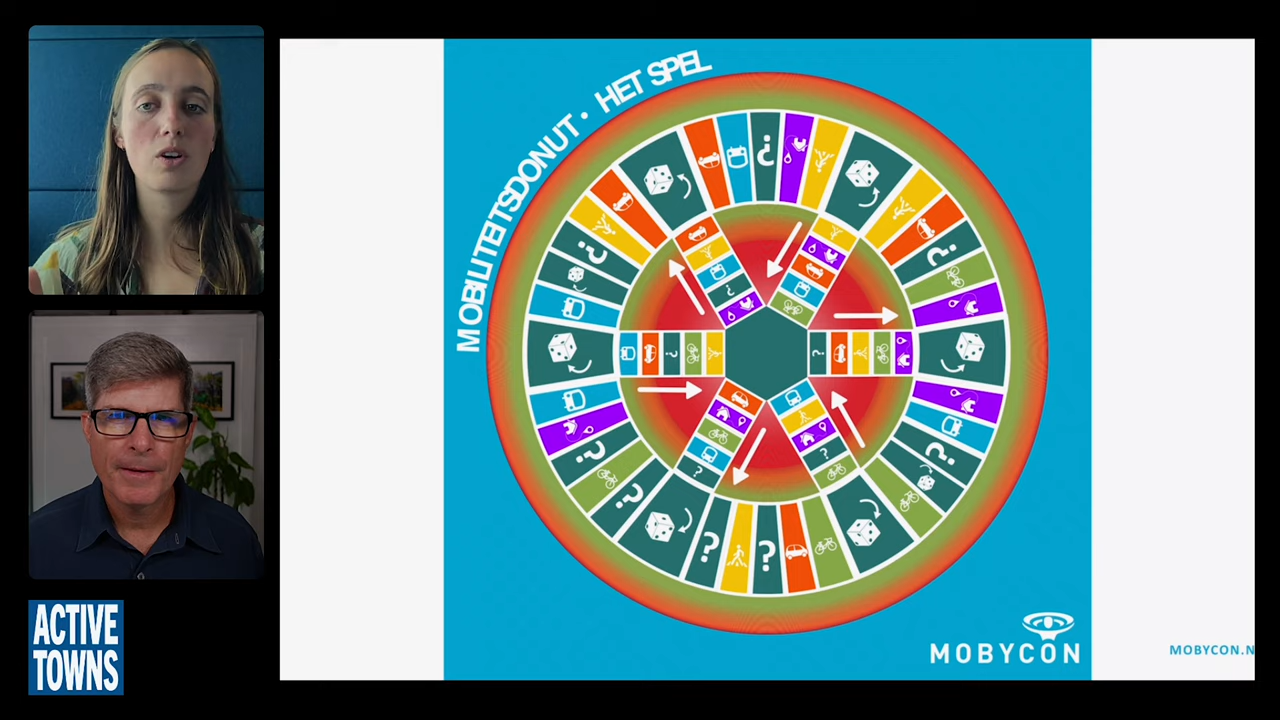 MOBILITEITSDONUT • HET SPEL
? ? ? ? ? ? ? ? ? ? ? ? ? ? ?
ACTIVE
TOWNS
MOBYCON
MOBYCON.N